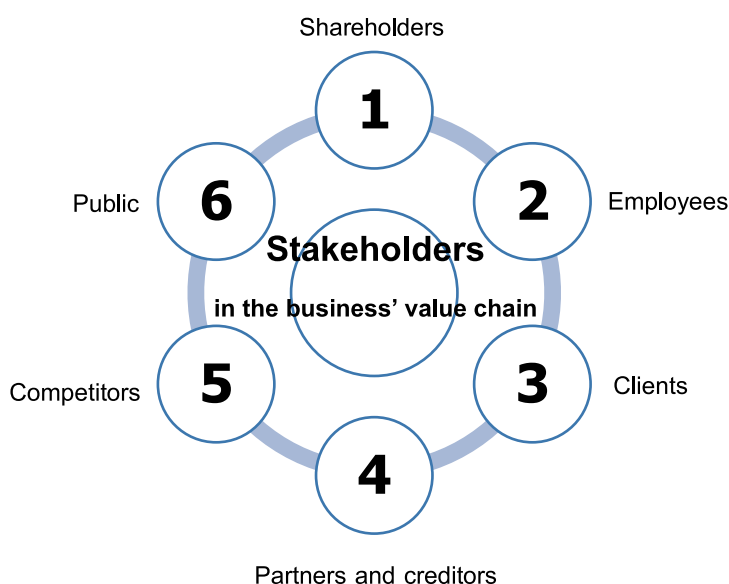 Shareholders
1
6
2
Public
Employees
Stakeholders
in the business’ value chain
5
3
Competitors
Clients
4
Partners and creditors